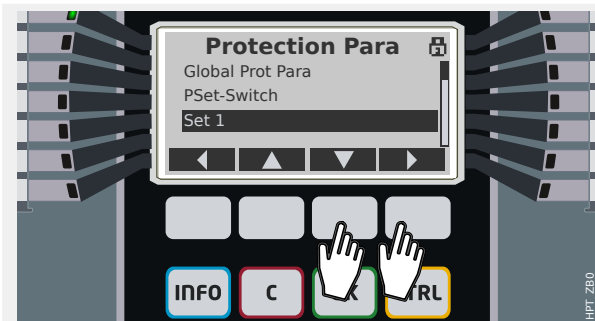 Protection Para
Global Prot Para
PSet-Switch
Set 1
INFO C K TRL
HPT ZB0